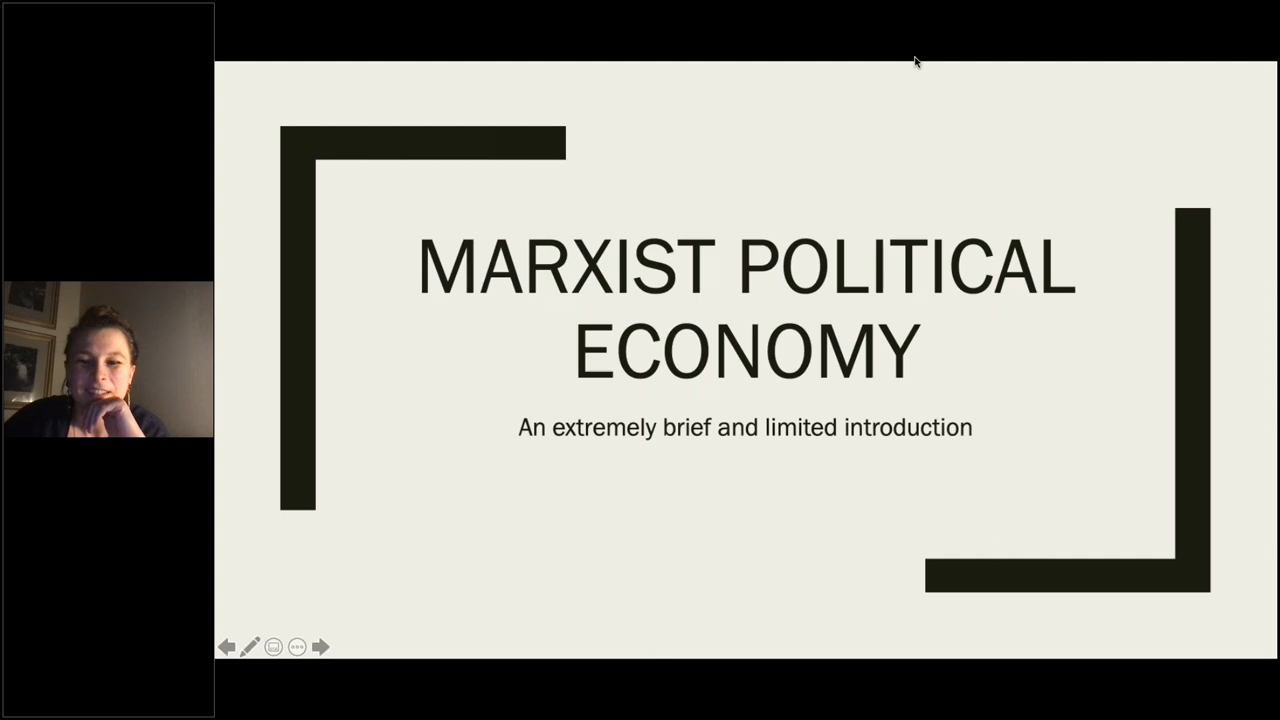 MARXIST POLITICAL
ECONOMY
An extremely brief and limited introduction